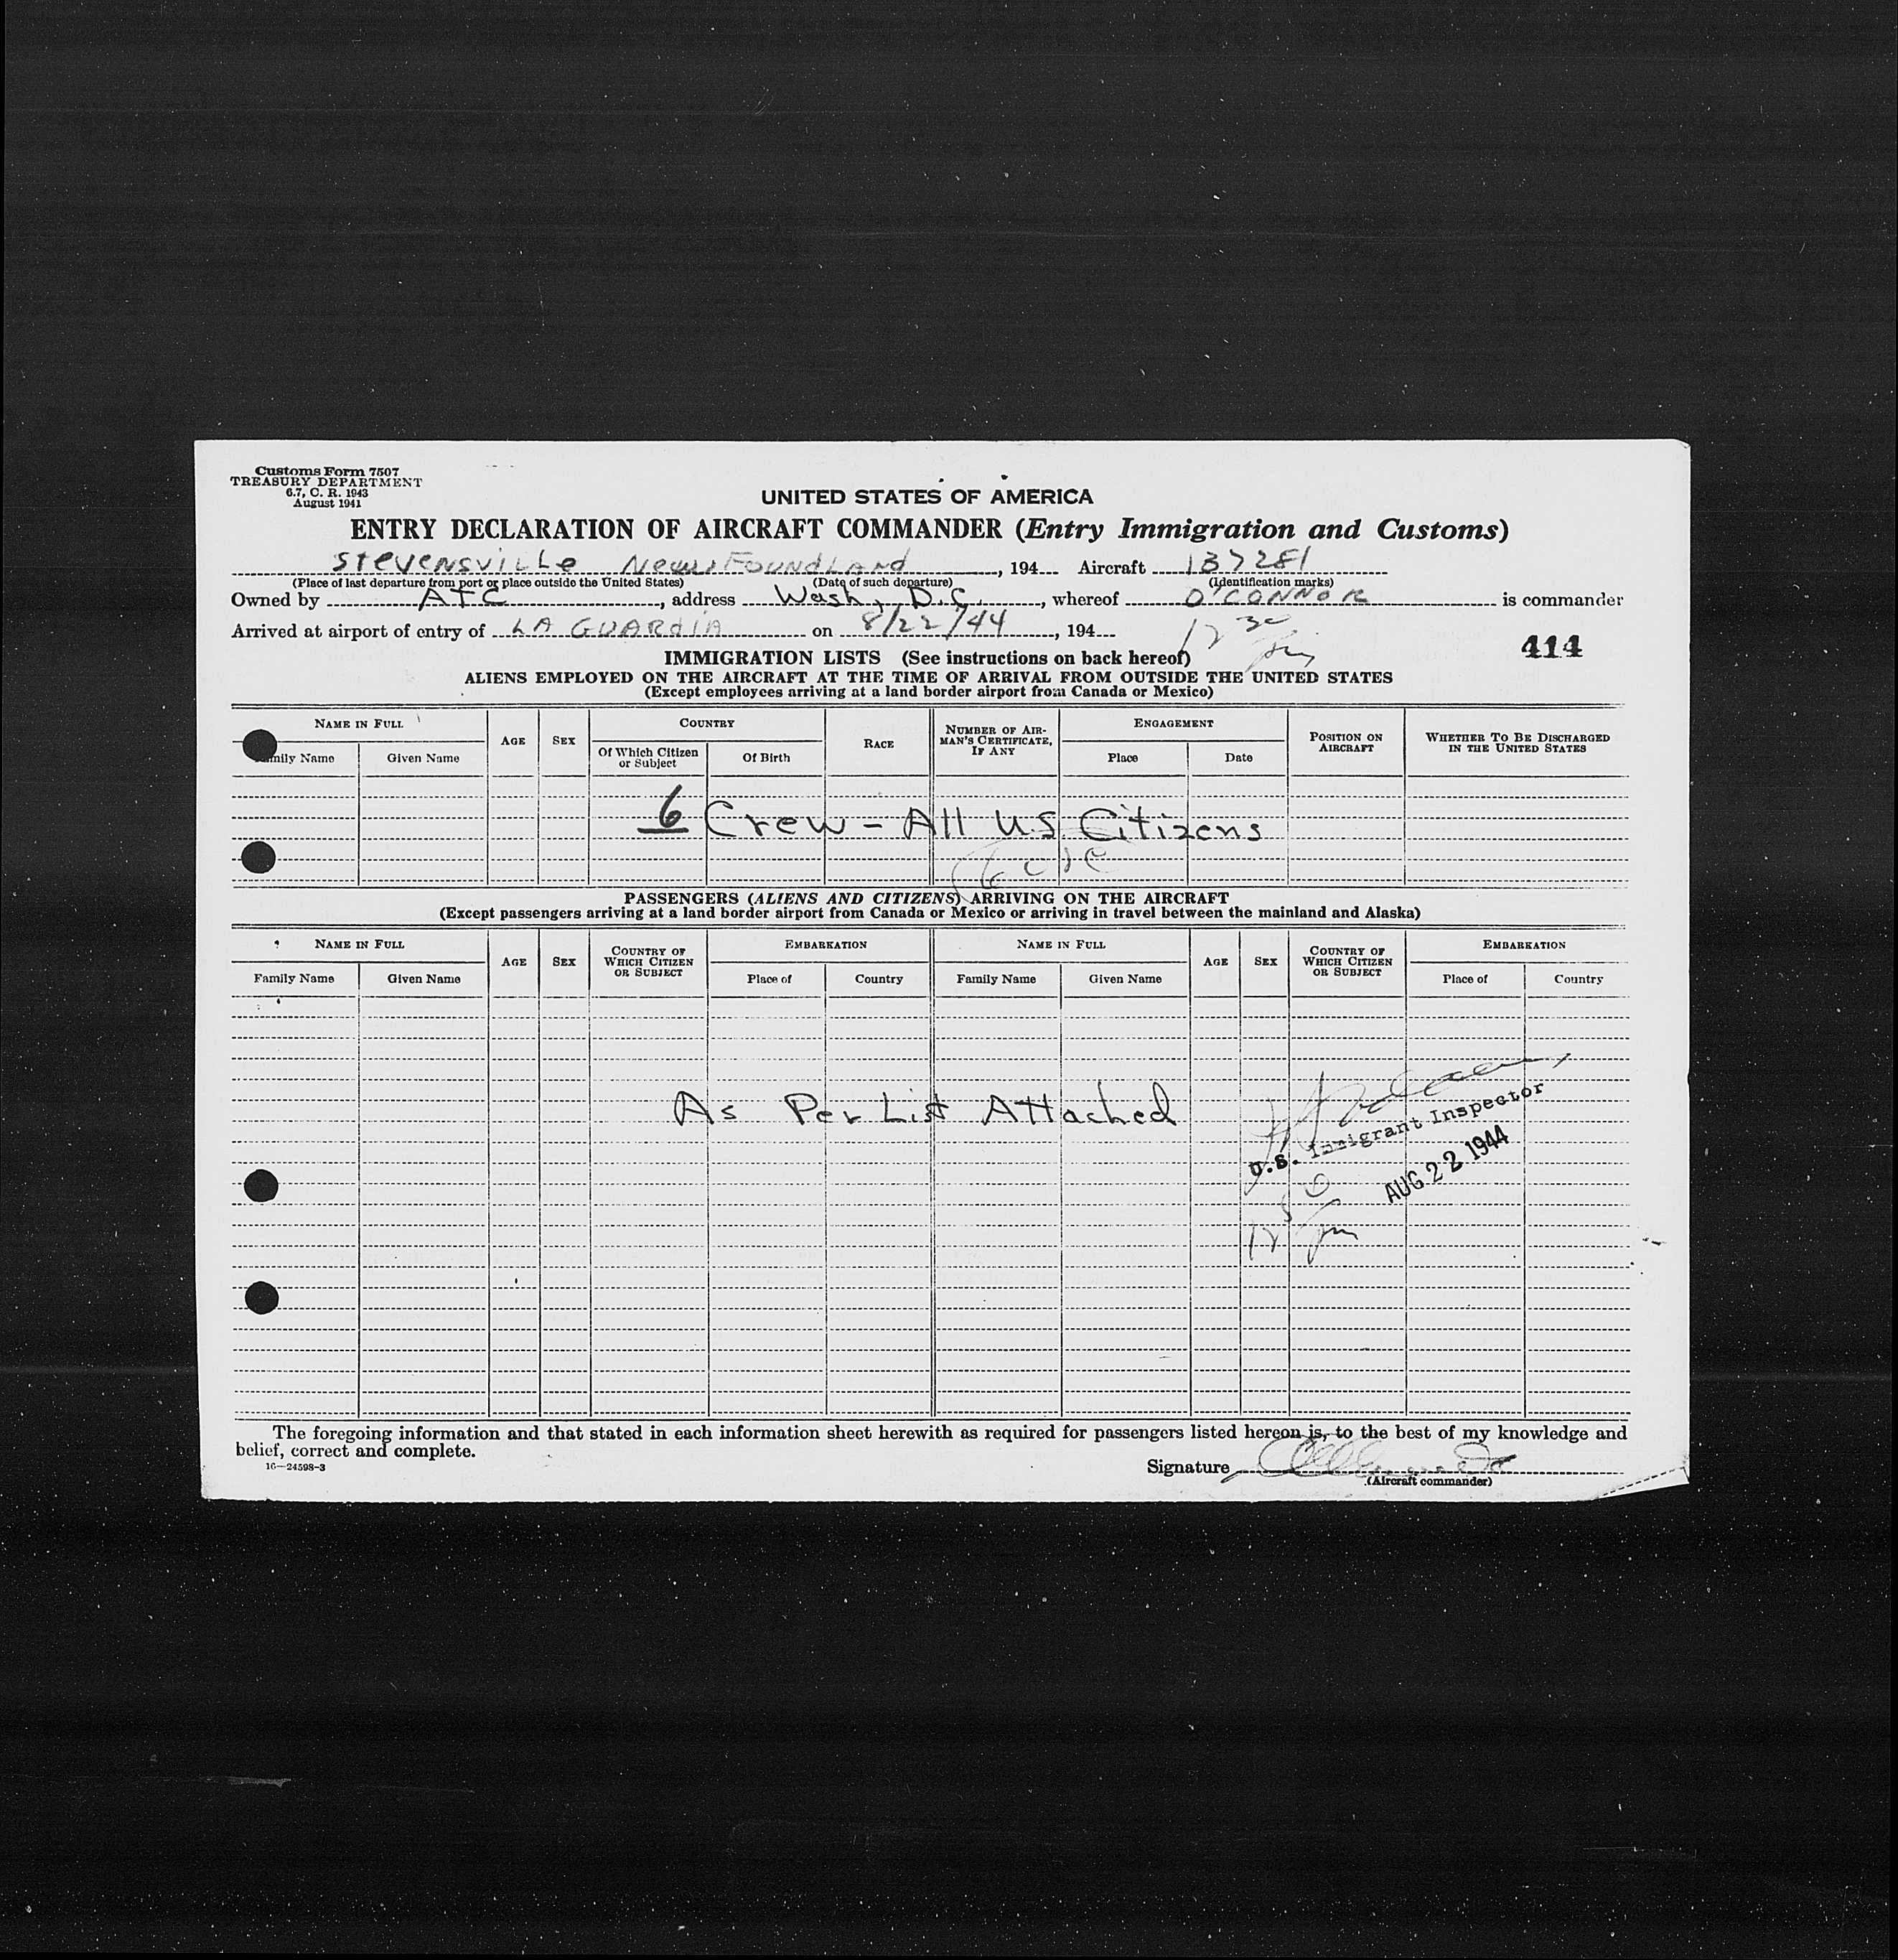 Customs Form 7507
TREASURY DEPARTMENT
6.7, C. R. 1943
August 1941
UNITED STATES OF AMERICA
ENTRY DECLARATION OF AIRCRAFT COMMANDER (Entry Immigration and Customs)
Stevensville Newfoundland, 194 Aircraft 137281
(Place of last departure from port or place outside the United States) (Date of such departure) (Identification marks)
Owned by ATC, address Wash, D.C., whereof O'CONNOR is commander
Arrived at airport of entry of LA GUARdiA on 8/22/44, 194 12 30 pm
414
IMMIGRATION LISTS (See instructions on back hereof)
ALIENS EMPLOYED ON THE AIRCRAFT AT THE TIME OF ARRIVAL FROM OUTSIDE THE UNITED STATES
(Except employees arriving at a land border airport from Canada or Mexico)
NAME IN FULL AGE SEX COUNTRY RACE NUMBER OF AIRMAN'S CERTIFICATE, IF ANY ENGAGEMENT POSITION ON AIRCRAFT WHETHER TO BE DISCHARGED IN THE UNITED STATES
Family Name Given Name Of Which Citizen or Subject Of Birth Place Date
6 Crew - All U.S. Citizens
PASSENGERS (ALIENS AND CITIZENS) ARRIVING ON THE AIRCRAFT
(Except passengers arriving at a land border airport from Canada or Mexico or arriving in travel between the mainland and Alaska)
NAME IN FULL AGE SEX COUNTRY OF WHICH CITIZEN OR SUBJECT EMBARKATION NAME IN FULL AGE SEX COUNTRY OF WHICH CITIZEN OR SUBJECT EMBARKATION
Family Name Given Name Place of Country Family Name Given Name Place of Country
As Per List Attached
U.S. Immigrant Inspector
AUG 22 1944
12 50 pm
The foregoing information and that stated in each information sheet herewith as required for passengers listed hereon is, to the best of my knowledge and
belief, correct and complete.
16—24598-3
Signature
(Aircraft commander)